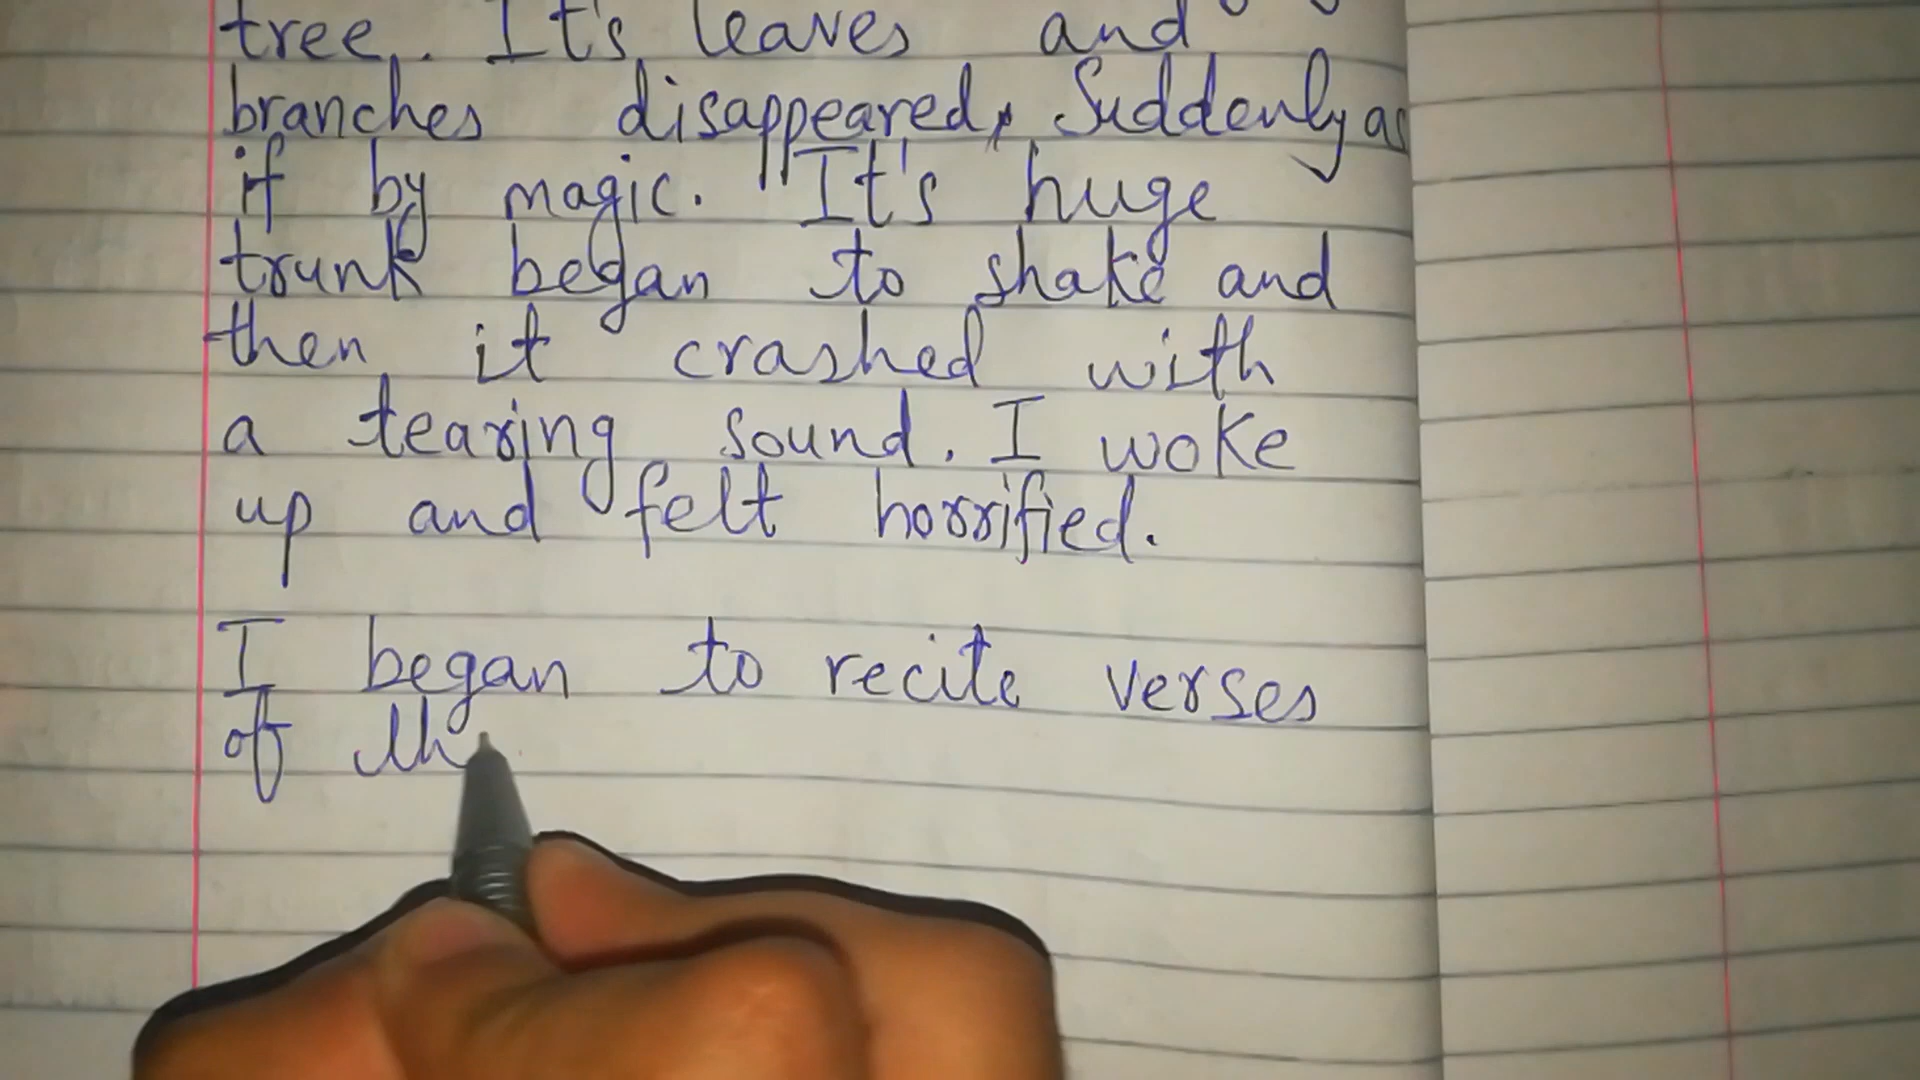 tree. It's leaves and
branches disappeared, Suddenly as
if by magic. It's huge
trunk began to shake and
then it crashed with
a tearing sound. I woke
up and felt horrified.
I began to recite verses
of